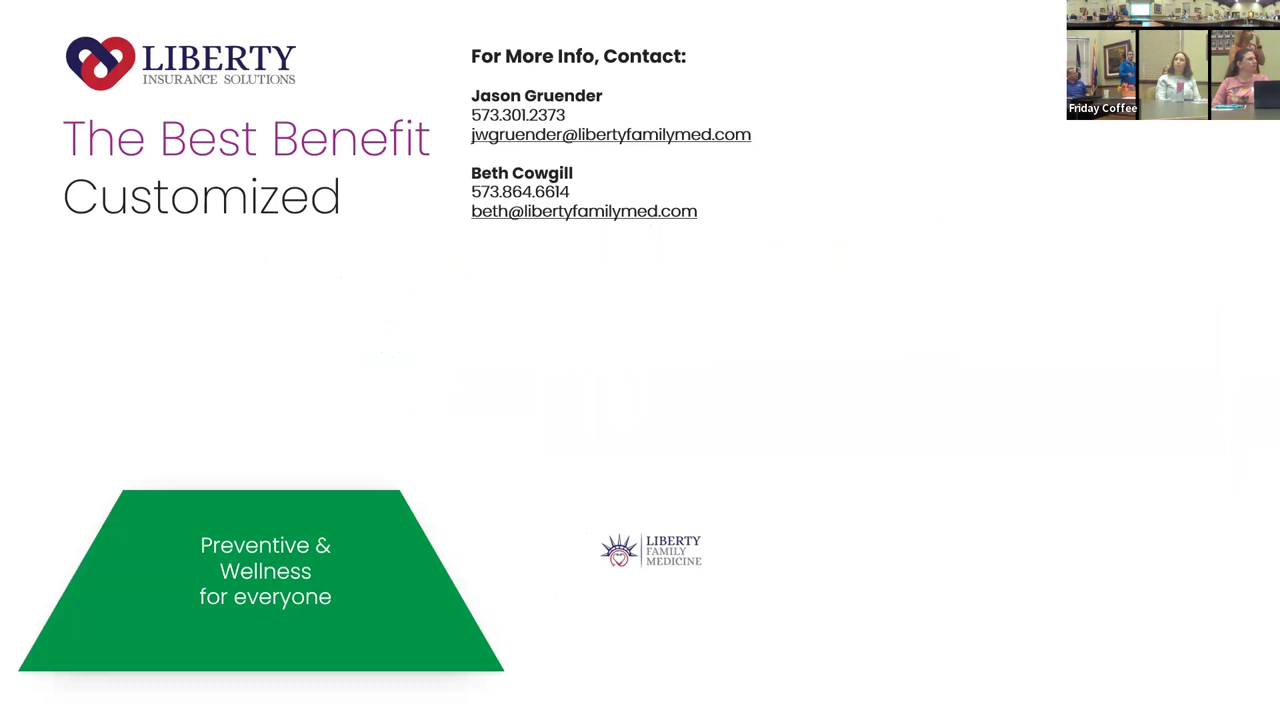 LIBERTY
INSURANCE SOLUTIONS
The Best Benefit
Customized
For More Info, Contact:
Jason Gruender
573.301.2373
jwgruender@libertyfamilymed.com
Beth Cowgill
573.864.6614
beth@libertyfamilymed.com
Friday Coffee
Preventive &
Wellness
for everyone
LIBERTY
FAMILY
MEDICINE